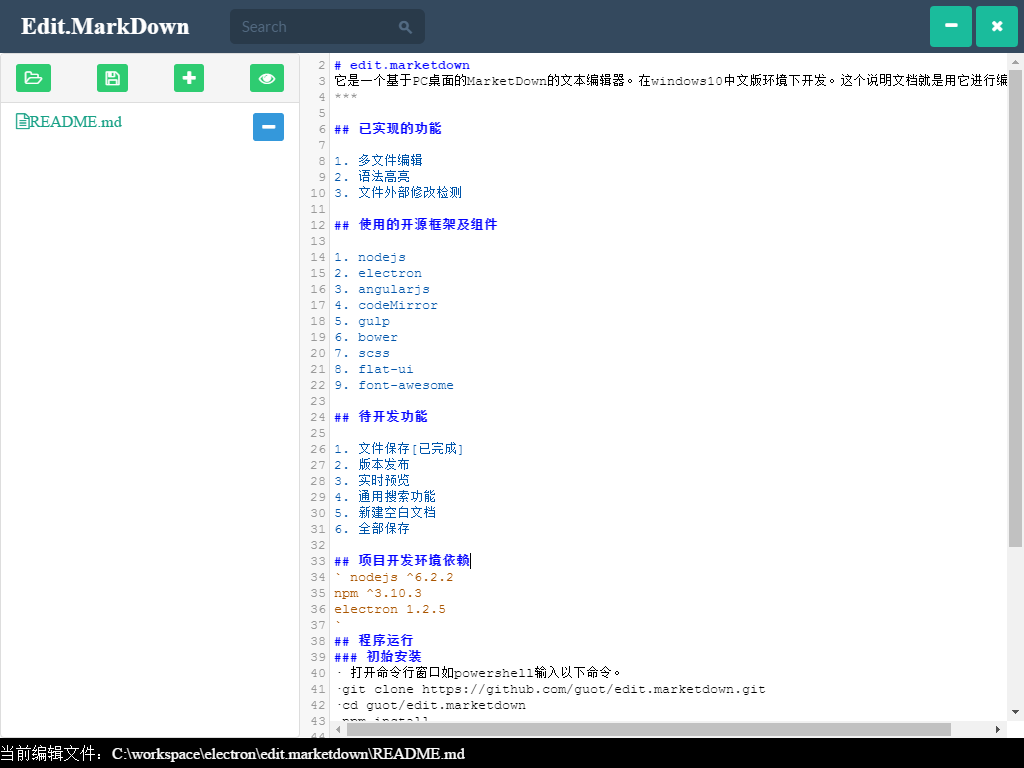 Edit.MarkDown
Search
README.md
2 # edit.marketdown
3 它是一个基于PC桌面的MarketDown的文本编辑器。在windows10中文版环境下开发。这个说明文档就是用它进行编
4 ***
5
6 ## 已实现的功能
7
8 1. 多文件编辑
9 2. 语法高亮
10 3. 文件外部修改检测
11
12 ## 使用的开源框架及组件
13
14 1. nodejs
15 2. electron
16 3. angularjs
17 4. codeMirror
18 5. gulp
19 6. bower
20 7. scss
21 8. flat-ui
22 9. font-awesome
23
24 ## 待开发功能
25
26 1. 文件保存[已完成]
27 2. 版本发布
28 3. 实时预览
29 4. 通用搜索功能
30 5. 新建空白文档
31 6. 全部保存
32
33 ## 项目开发环境依赖
34 ` nodejs ^6.2.2
35 npm ^3.10.3
36 electron 1.2.5
37 `
38 ## 程序运行
39 ### 初始安装
40 · 打开命令行窗口如powershell输入以下命令。
41 ·git clone https://github.com/guot/edit.marketdown.git
42 ·cd guot/edit.marketdown
43 ·npm install
44
当前编辑文件：C:\workspace\electron\edit.marketdown\README.md